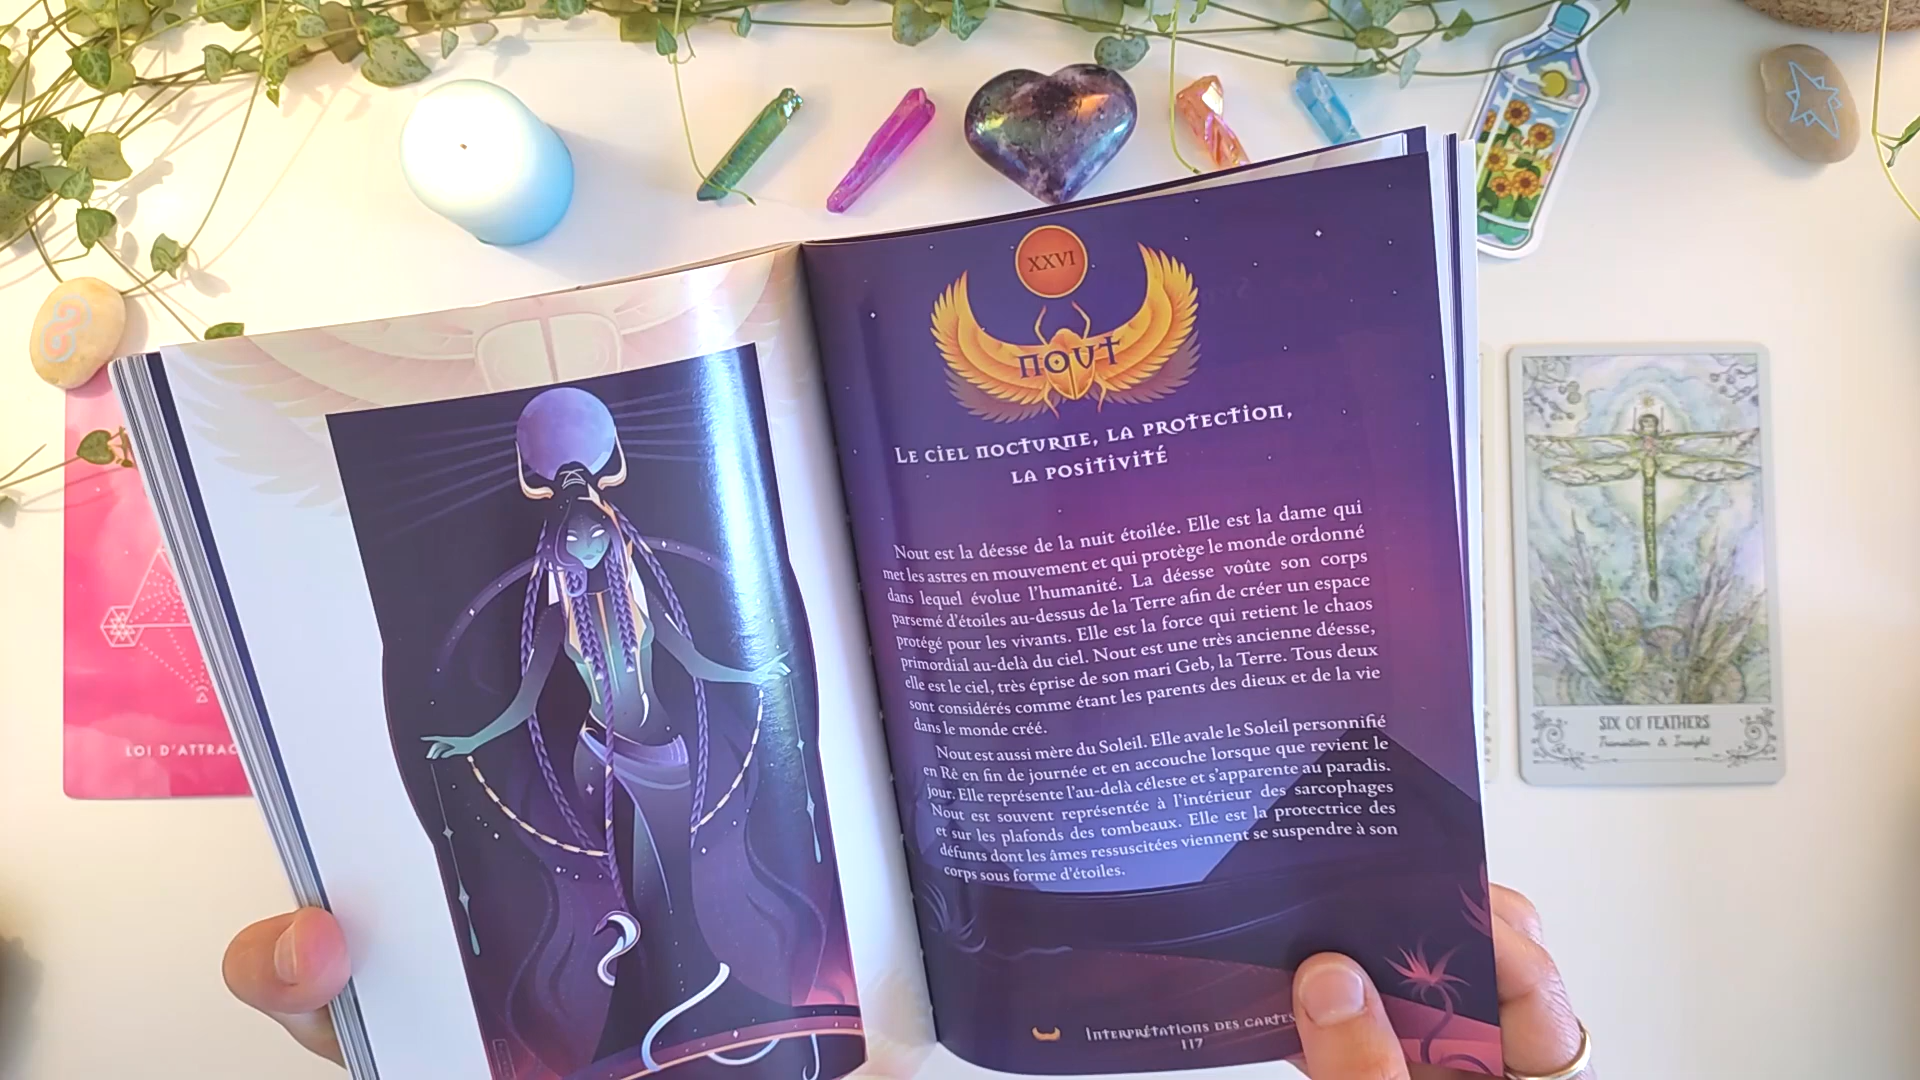 XXVI
NOUT
Le ciel nocturne, la protection,
la positivité
Nout est la déesse de la nuit étoilée. Elle est la dame qui
met les astres en mouvement et qui protège le monde ordonné
dans lequel évolue l'humanité. La déesse voûte son corps
parsemé d'étoiles au-dessus de la Terre afin de créer un espace
protégé pour les vivants. Elle est la force qui retient le chaos
primordial au-delà du ciel. Nout est une très ancienne déesse,
elle est le ciel, très éprise de son mari Geb, la Terre. Tous deux
sont considérés comme étant les parents des dieux et de la vie
dans le monde créé.
Nout est aussi mère du Soleil. Elle avale le Soleil personnifié
en Rê en fin de journée et en accouche lorsque que revient le
jour. Elle représente l'au-delà céleste et s'apparente au paradis.
Nout est souvent représentée à l'intérieur des sarcophages
et sur les plafonds des tombeaux. Elle est la protectrice des
défunts dont les âmes ressuscitées viennent se suspendre à son
corps sous forme d'étoiles.
Interprétations des cartes
117
LOI D'ATTRAC
SIX OF FEATHERS
Transition & Insight